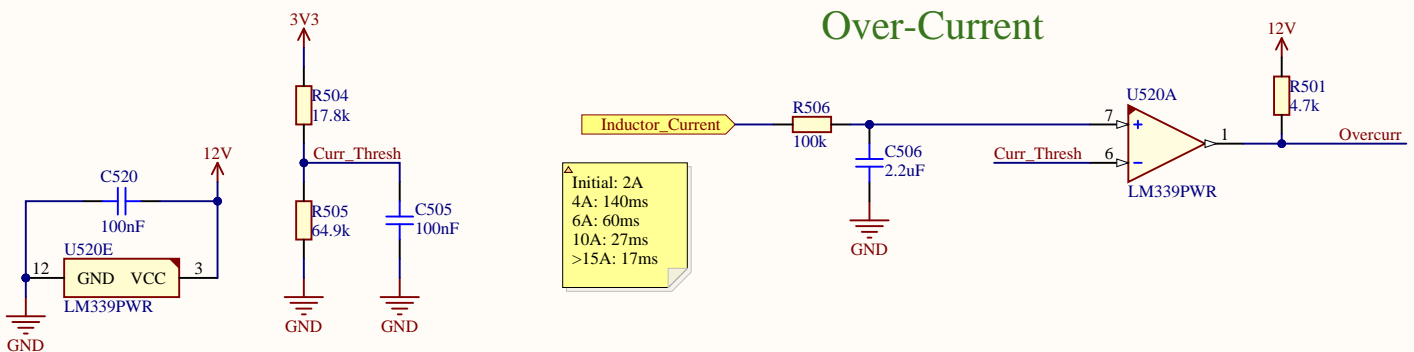 Over-Current
3V3
R504
17.8k
Curr_Thresh
R505
64.9k
C505
100nF
GND
GND
12V
C520
100nF
U520E
12
GND VCC
3
LM339PWR
GND
Inductor_Current
R506
100k
C506
2.2uF
GND
Initial: 2A
4A: 140ms
6A: 60ms
10A: 27ms
>15A: 17ms
Curr_Thresh
U520A
7
+
6
-
1
LM339PWR
12V
R501
4.7k
Overcurr